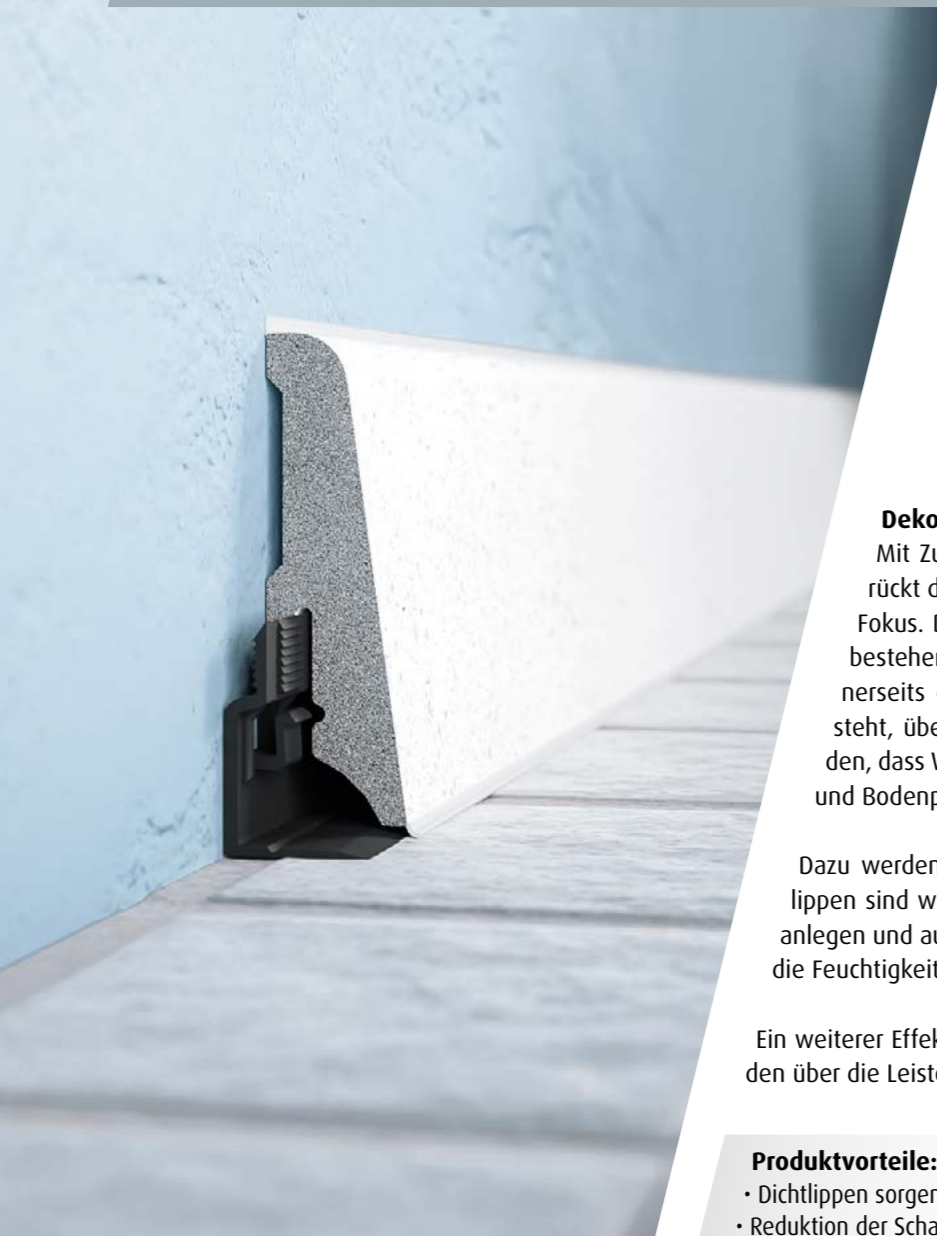 Deko
Mit Zu
rückt d
Fokus. D
bestehen
nerseits
steht, übe
den, dass W
und Bodenp
Dazu werden
lippen sind w
anlegen und au
die Feuchtigkeit
Ein weiterer Effek
den über die Leiste
Produktvorteile:
• Dichtlippen sorgen
• Reduktion der Scha